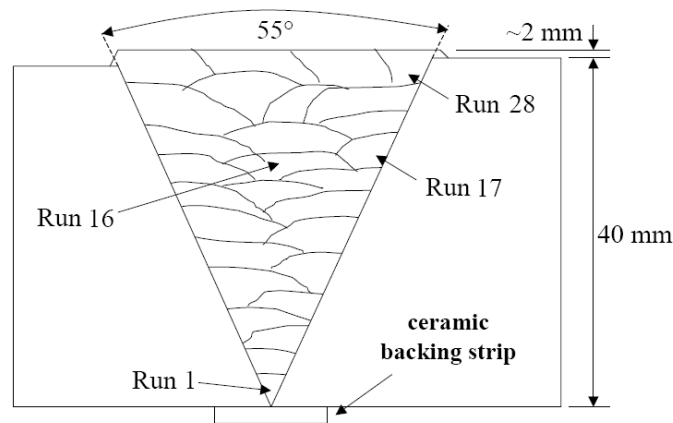 55°
~2 mm
Run 28
Run 17
Run 16
40 mm
ceramic
backing strip
Run 1